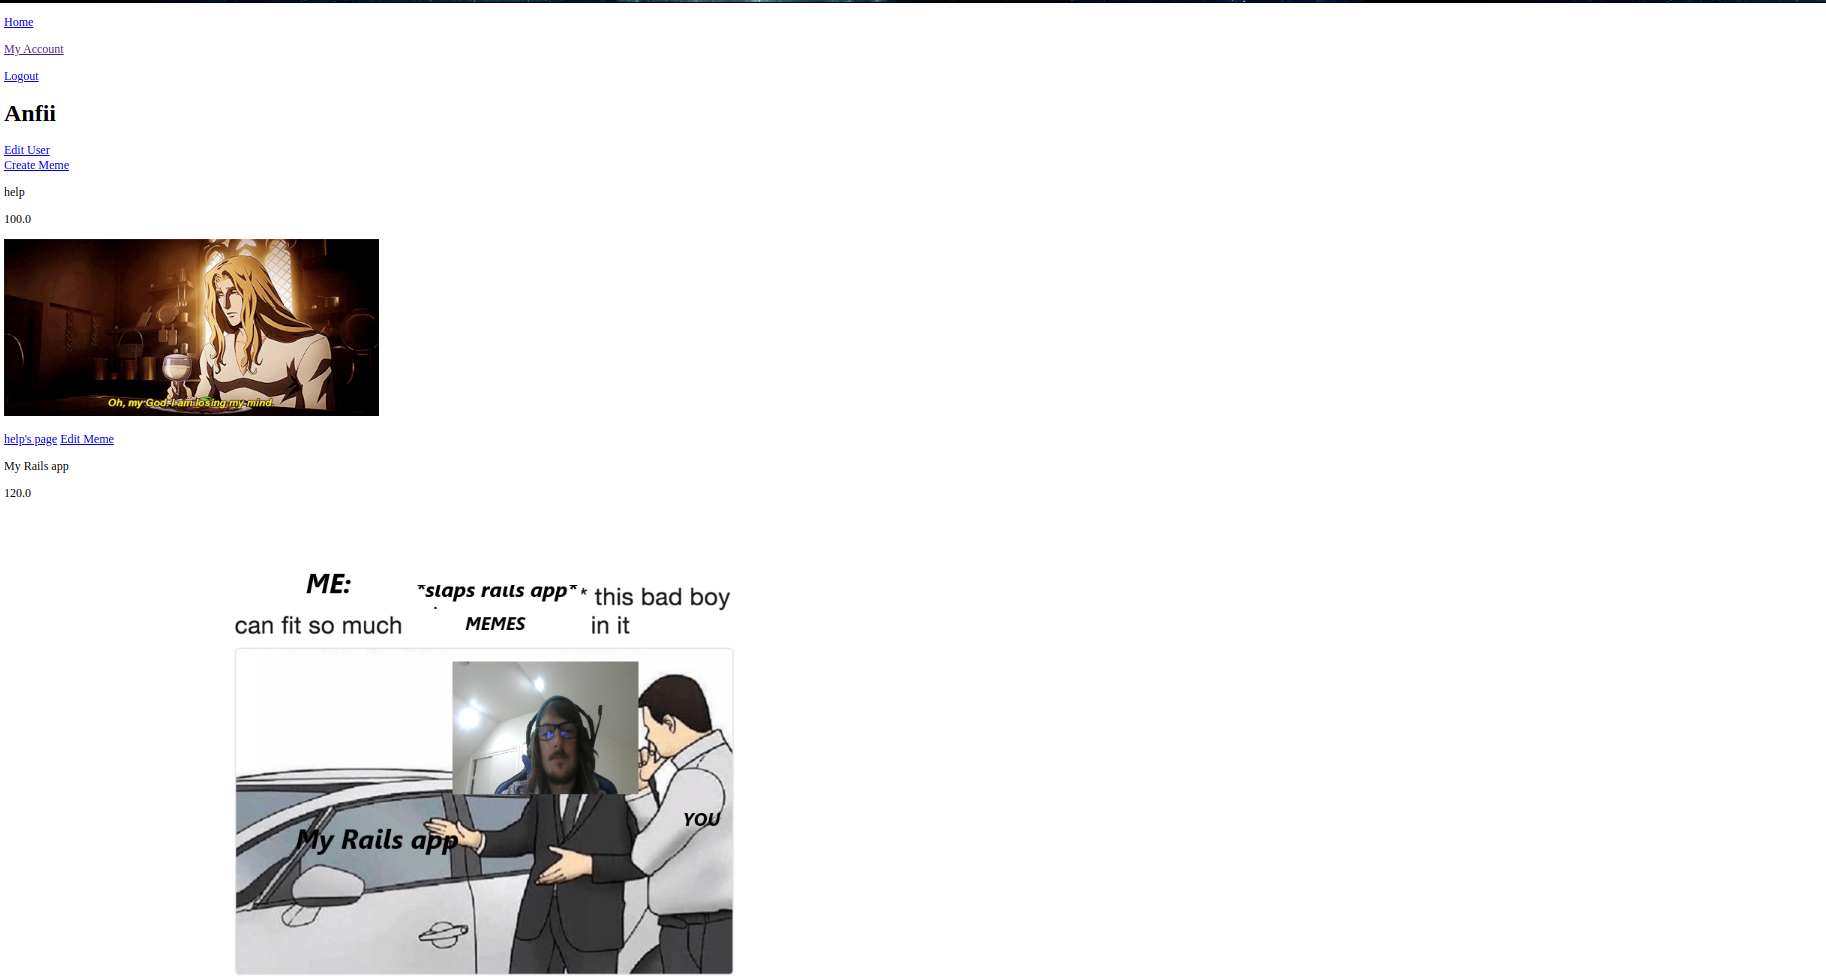 Home
My Account
Logout
Anfii
Edit User
Create Meme
help
100.0
Oh, my God. I am losing my mind.
help's page Edit Meme
My Rails app
120.0
ME: *slaps rails app* * this bad boy
can fit so much MEMES in it
YOU
My Rails app